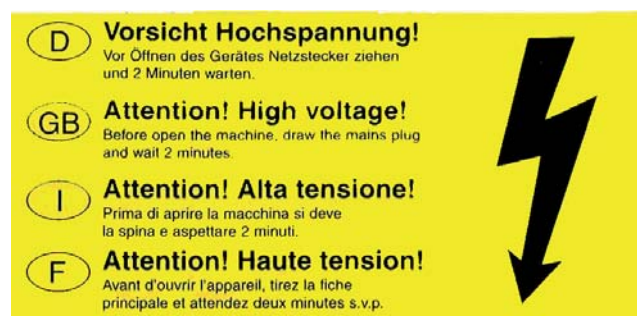 D
Vorsicht Hochspannung!
Vor Öffnen des Gerätes Netzstecker ziehen
und 2 Minuten warten.
GB
Attention! High voltage!
Before open the machine, draw the mains plug
and wait 2 minutes.
I
Attention! Alta tensione!
Prima di aprire la macchina si deve
la spina e aspettare 2 minuti.
F
Attention! Haute tension!
Avant d'ouvrir l'appareil, tirez la fiche
principale et attendez deux minutes s.v.p.